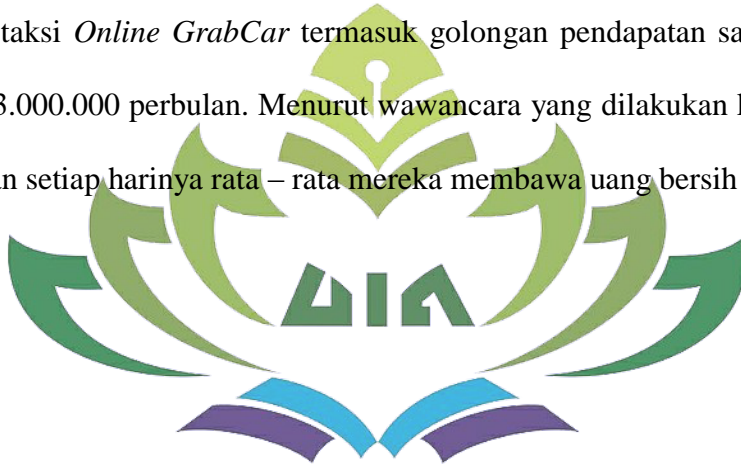 taksi Online GrabCar termasuk golongan pendapatan sa
3.000.000 perbulan. Menurut wawancara yang dilakukan
setiap harinya rata – rata mereka membawa uang bersih